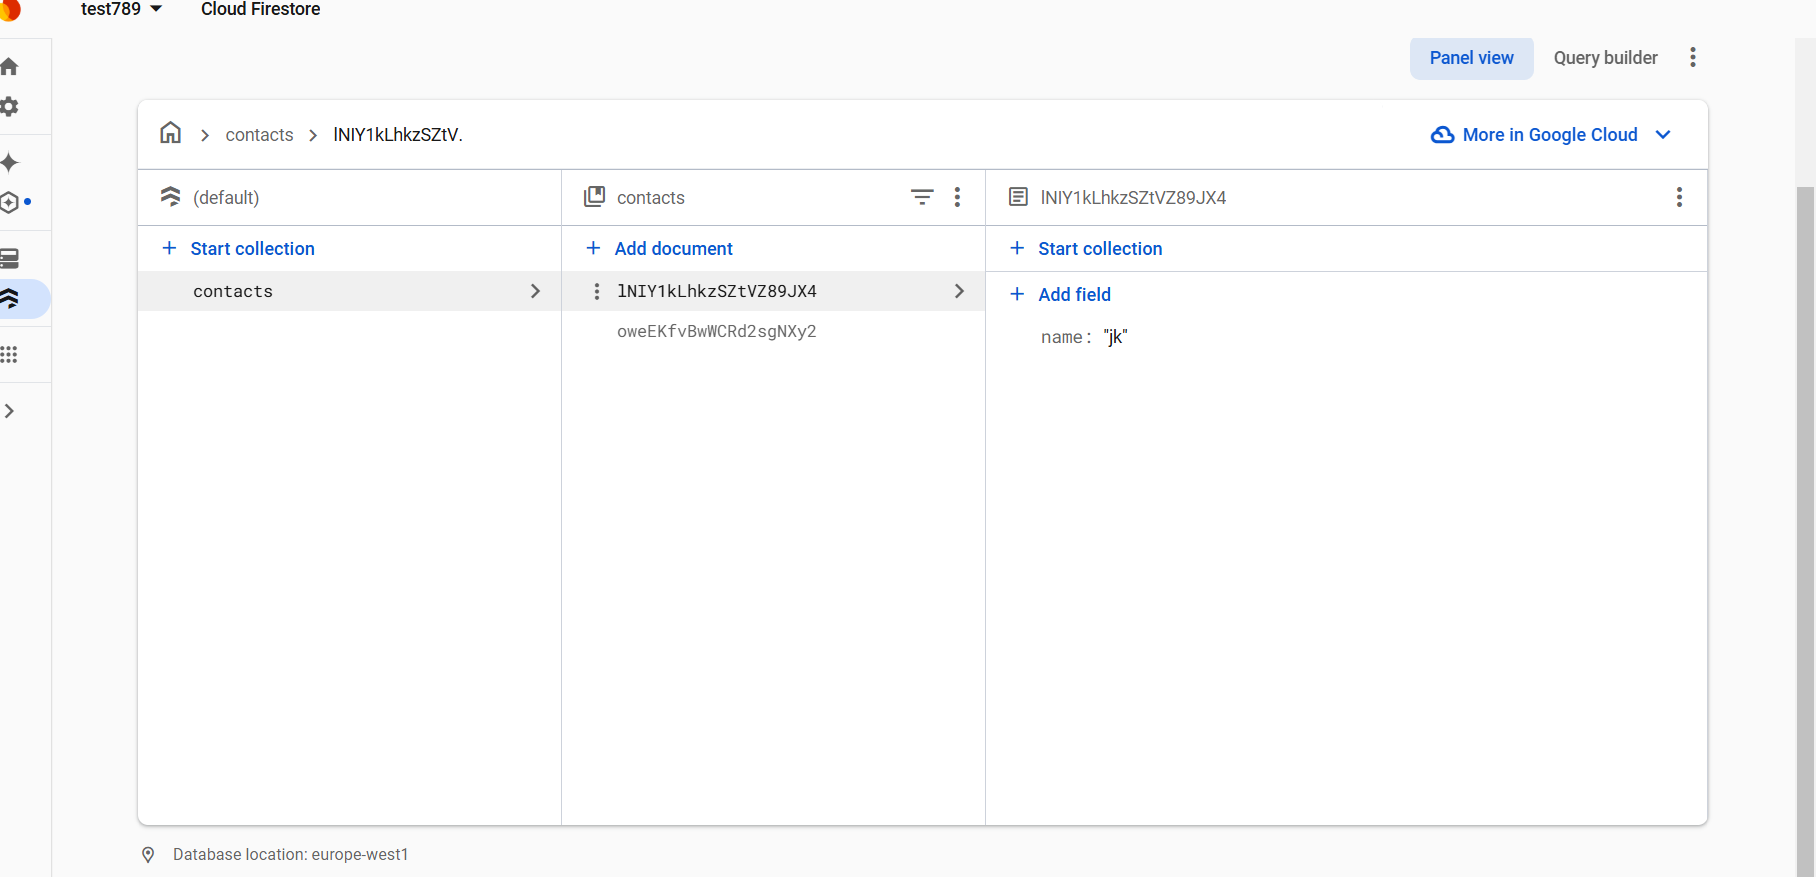 test789
Cloud Firestore
Panel view
Query builder
contacts
lNIY1kLhkzSZtV.
More in Google Cloud
(default)
contacts
lNIY1kLhkzSZtVZ89JX4
Start collection
Add document
Start collection
contacts
lNIY1kLhkzSZtVZ89JX4
Add field
oweEKfvBwWCRd2sgNXy2
name: "jk"
Database location: europe-west1